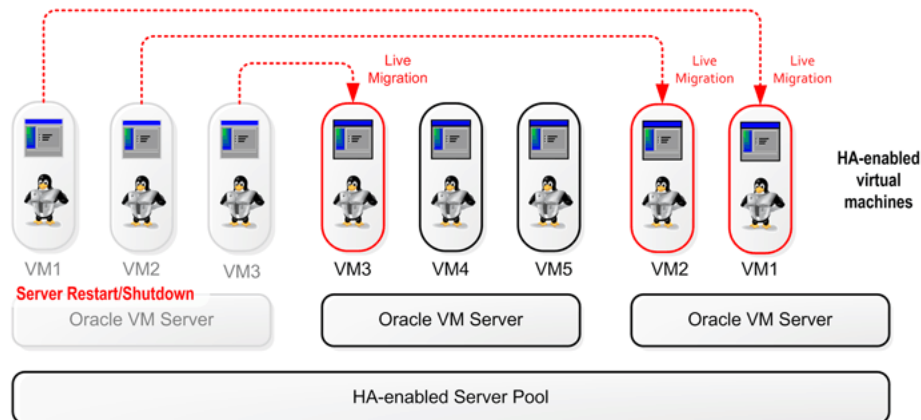 Live
Migration
Live
Migration
Live
Migration
HA-enabled
virtual
machines
VM1
VM2
VM3
VM3
VM4
VM5
VM2
VM1
Server Restart/Shutdown
Oracle VM Server
Oracle VM Server
Oracle VM Server
HA-enabled Server Pool